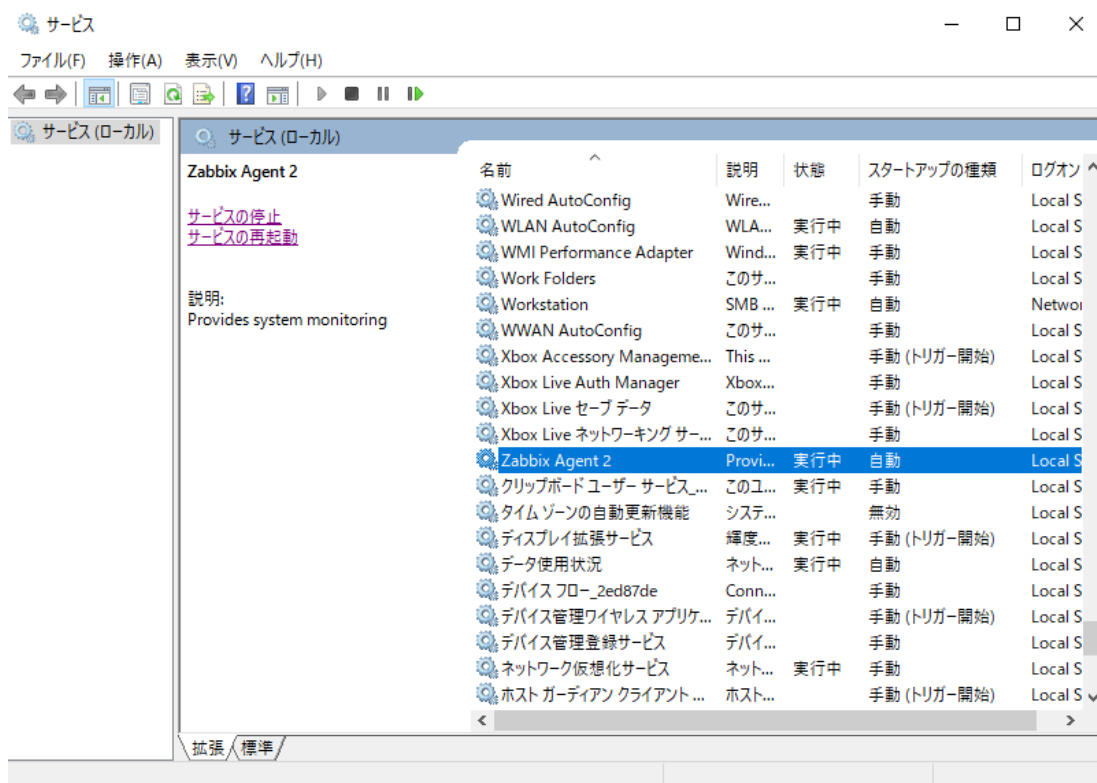 サービス
ファイル(F) 操作(A) 表示(V) ヘルプ(H)
サービス (ローカル)
サービス (ローカル)
Zabbix Agent 2
サービスの停止
サービスの再起動
説明:
Provides system monitoring
名前 説明 状態 スタートアップの種類 ログオン
Wired AutoConfig Wire... 手動 Local S
WLAN AutoConfig WLA... 実行中 自動 Local S
WMI Performance Adapter Wind... 実行中 手動 Local S
Work Folders このサ... 手動 Local S
Workstation SMB ... 実行中 自動 Networ
WWAN AutoConfig このサ... 手動 Local S
Xbox Accessory Manageme... This ... 手動 (トリガー開始) Local S
Xbox Live Auth Manager Xbox... 手動 Local S
Xbox Live セーブ データ このサ... 手動 (トリガー開始) Local S
Xbox Live ネットワーキング サー... このサ... 手動 Local S
Zabbix Agent 2 Provi... 実行中 自動 Local S
クリップボード ユーザー サービス_... このユ... 実行中 手動 Local S
タイム ゾーンの自動更新機能 システ... 無効 Local S
ディスプレイ拡張サービス 輝度... 実行中 手動 (トリガー開始) Local S
データ使用状況 ネット... 実行中 自動 Local S
デバイス フロー_2ed87de Conn... 手動 Local S
デバイス管理ワイヤレス アプリケ... デバイ... 手動 (トリガー開始) Local S
デバイス管理登録サービス デバイ... 手動 Local S
ネットワーク仮想化サービス ネット... 実行中 手動 Local S
ホスト ガーディアン クライアント ... ホスト... 手動 (トリガー開始) Local S
拡張 標準